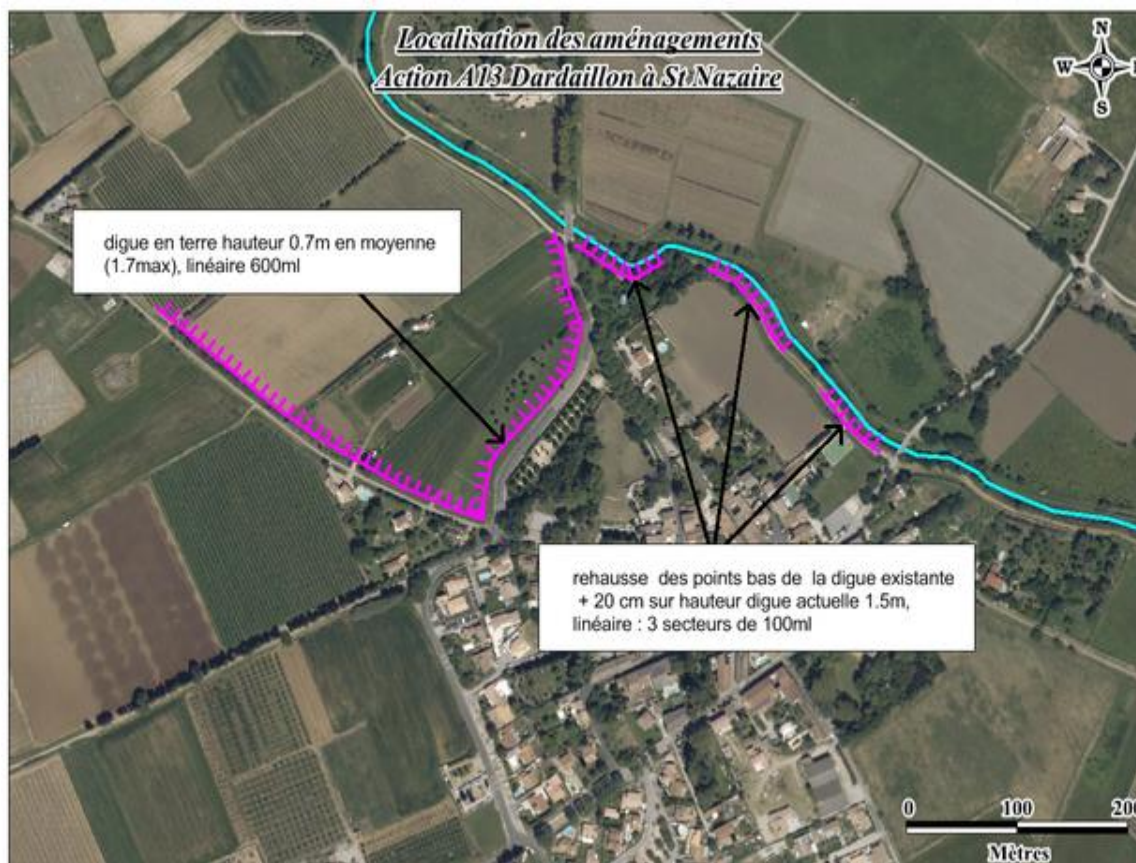 Localisation des aménagements
Action A13 Dardaillon à St Nazaire
N
W
S
digue en terre hauteur 0.7m en moyenne
(1.7max), linéaire 600ml
rehausse des points bas de la digue existante
+ 20 cm sur hauteur digue actuelle 1.5m,
linéaire : 3 secteurs de 100ml
0 100 200
Mètres